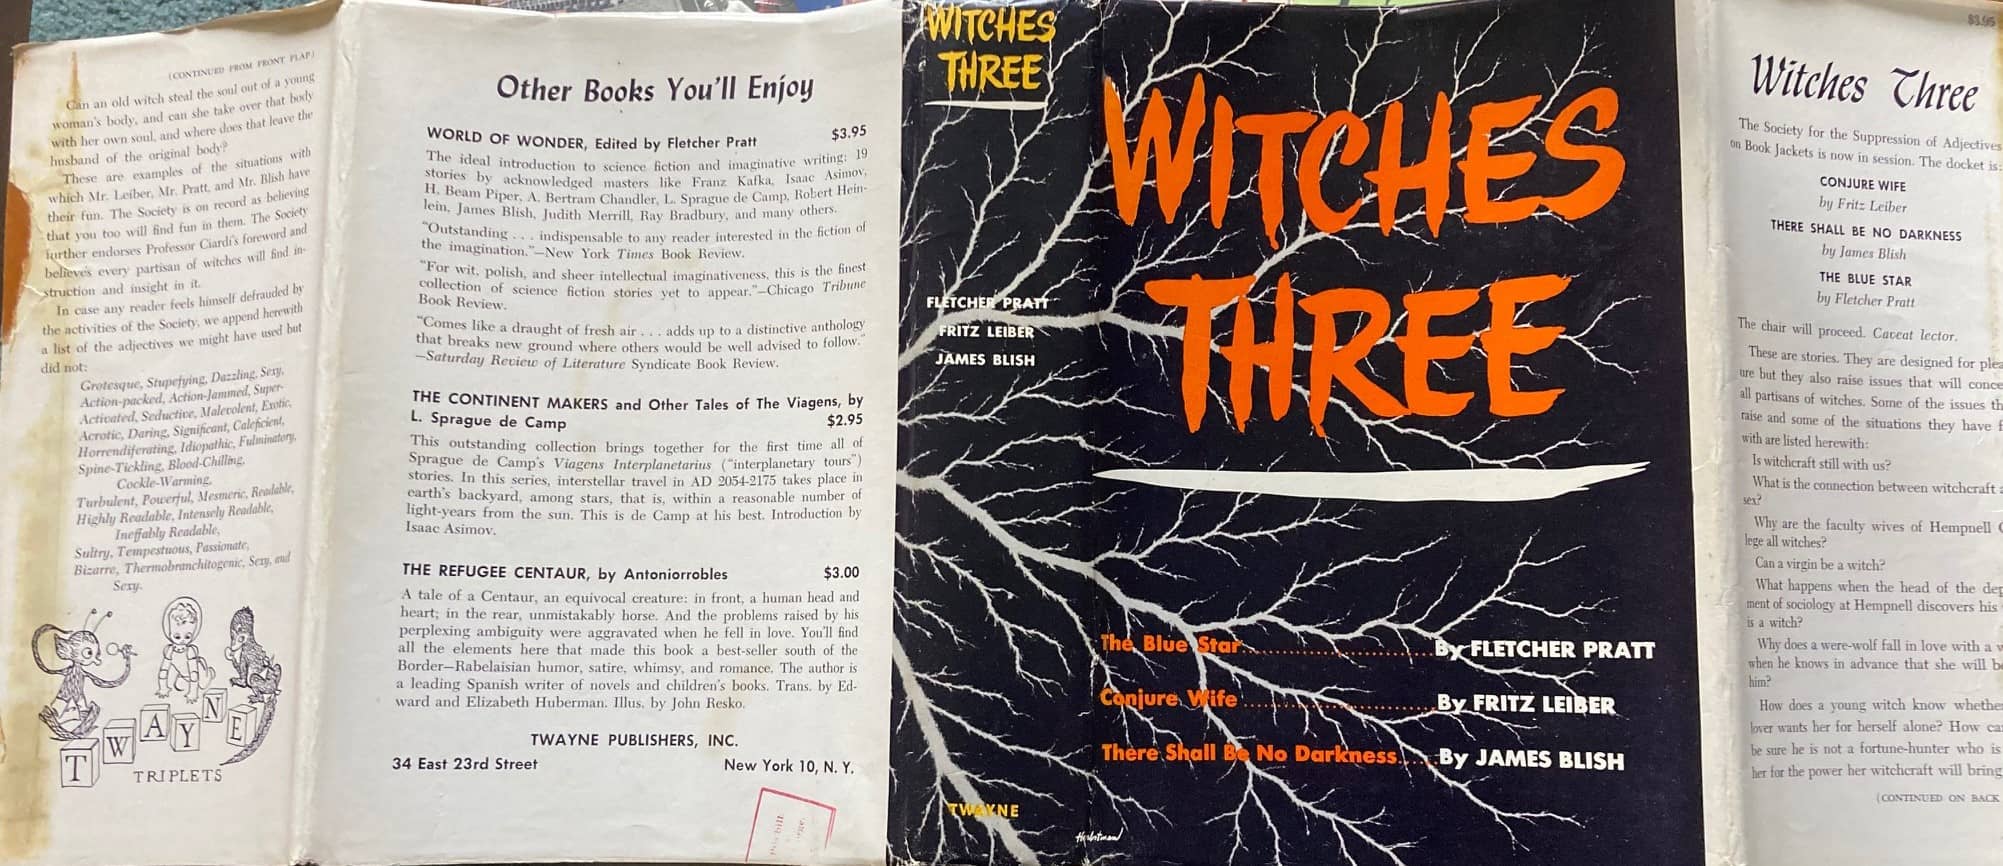 (CONTINUED FROM FRONT FLAP)
Can an old witch steal the soul out of a young
woman's body, and can she take over that body
with her own soul, and where does that leave the
husband of the original body?
These are examples of the situations with
which Mr. Leiber, Mr. Pratt, and Mr. Blish have
their fun. The Society is on record as believing
that you too will find fun in them. The Society
further endorses Professor Ciardi's foreword and
believes every partisan of witches will find in-
struction and insight in it.
In case any reader feels himself defrauded by
the activities of the Society, we append herewith
a list of the adjectives we might have used but
did not:
Grotesque, Stupefying, Dazzling, Sexy,
Action-packed, Action-Jammed, Super-
Activated, Seductive, Malevolent, Exotic,
Acrotic, Daring, Significant, Caleficient,
Horrendiferating, Idiopathic, Fulminatory,
Spine-Tickling, Blood-Chilling,
Cockle-Warming,
Turbulent, Powerful, Mesmeric, Readable,
Highly Readable, Intensely Readable,
Ineffably Readable,
Sultry, Tempestuous, Passionate,
Bizarre, Thermobranchitogenic, Sexy, and
Sexy.
TWAYNE
TRIPLETS
Other Books You'll Enjoy
WORLD OF WONDER, Edited by Fletcher Pratt $3.95
The ideal introduction to science fiction and imaginative writing: 19
stories by acknowledged masters like Franz Kafka, Isaac Asimov,
H. Beam Piper, A. Bertram Chandler, L. Sprague de Camp, Robert Hein-
lein, James Blish, Judith Merrill, Ray Bradbury, and many others.
"Outstanding . . . indispensable to any reader interested in the fiction of
the imagination."—New York Times Book Review.
"For wit, polish, and sheer intellectual imaginativeness, this is the finest
collection of science fiction stories yet to appear."—Chicago Tribune
Book Review.
"Comes like a draught of fresh air . . . adds up to a distinctive anthology
that breaks new ground where others would be well advised to follow."
—Saturday Review of Literature Syndicate Book Review.
THE CONTINENT MAKERS and Other Tales of The Viagens, by
L. Sprague de Camp $2.95
This outstanding collection brings together for the first time all of
Sprague de Camp's Viagens Interplanetarius ("interplanetary tours")
stories. In this series, interstellar travel in AD 2054-2175 takes place in
earth's backyard, among stars, that is, within a reasonable number of
light-years from the sun. This is de Camp at his best. Introduction by
Isaac Asimov.
THE REFUGEE CENTAUR, by Antoniorrobles $3.00
A tale of a Centaur, an equivocal creature: in front, a human head and
heart; in the rear, unmistakably horse. And the problems raised by his
perplexing ambiguity were aggravated when he fell in love. You'll find
all the elements here that made this book a best-seller south of the
Border—Rabelaisian humor, satire, whimsy, and romance. The author is
a leading Spanish writer of novels and children's books. Trans. by Ed-
ward and Elizabeth Huberman. Illus. by John Resko.
TWAYNE PUBLISHERS, INC.
34 East 23rd Street New York 10, N. Y.
WITCHES
THREE
FLETCHER PRATT
FRITZ LEIBER
JAMES BLISH
TWAYNE
WITCHES
THREE
The Blue Star..................By FLETCHER PRATT
Conjure Wife..................By FRITZ LEIBER
There Shall Be No Darkness.....By JAMES BLISH
$3.95
Witches Three
The Society for the Suppression of Adjectives
on Book Jackets is now in session. The docket is:
CONJURE WIFE
by Fritz Leiber
THERE SHALL BE NO DARKNESS
by James Blish
THE BLUE STAR
by Fletcher Pratt
The chair will proceed. Caveat lector.
These are stories. They are designed for plea
ure but they also raise issues that will conce
all partisans of witches. Some of the issues th
raise and some of the situations they have f
with are listed herewith:
Is witchcraft still with us?
What is the connection between witchcraft a
sex?
Why are the faculty wives of Hempnell C
lege all witches?
Can a virgin be a witch?
What happens when the head of the dep
ment of sociology at Hempnell discovers his
is a witch?
Why does a were-wolf fall in love with a w
when he knows in advance that she will be
him?
How does a young witch know whether
lover wants her for herself alone? How ca
be sure he is not a fortune-hunter who is
her for the power her witchcraft will bring
(CONTINUED ON BACK